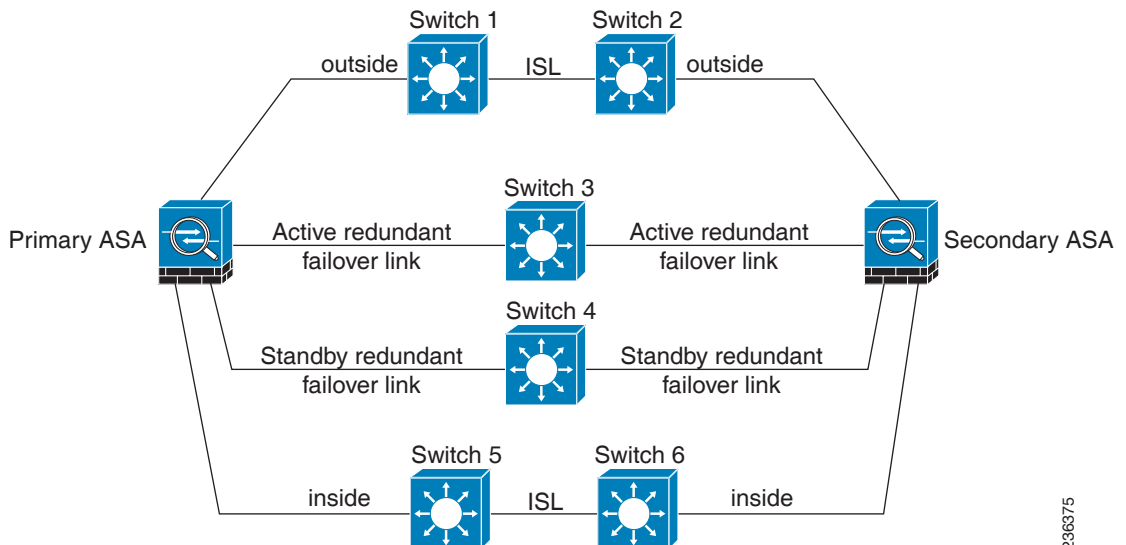 Switch 1
Switch 2
outside
ISL
outside
Switch 3
Primary ASA
Active redundant
failover link
Active redundant
failover link
Secondary ASA
Switch 4
Standby redundant
failover link
Standby redundant
failover link
Switch 5
Switch 6
inside
ISL
inside
236375